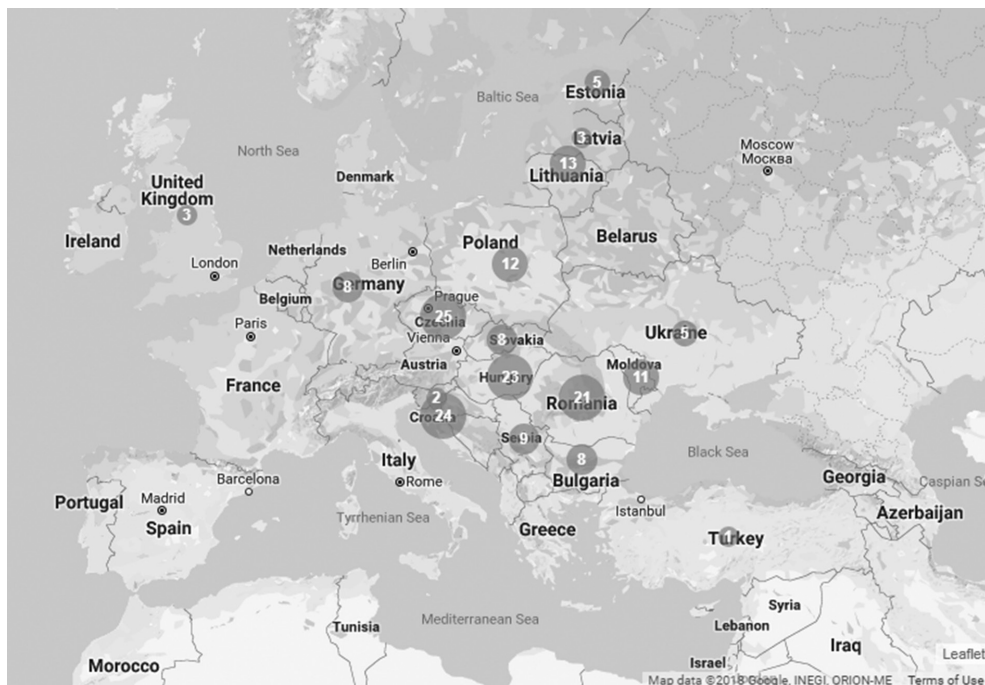 5
Estonia
Baltic Sea
3
Latvia
Moscow
Москва
North Sea
13
Lithuania
Denmark
United
Kingdom
3
Ireland
Belarus
Poland
Netherlands
Berlin
12
London
8
Germany
Belgium
Prague
25
Czechia
Paris
Vienna
8
Slovakia
5
Ukraine
Austria
Moldova
11
23
Hungary
France
2
21
Romania
24
Croatia
9
Serbia
Italy
8
Black Sea
Bulgaria
Georgia
Barcelona
Rome
Caspian Se
Portugal
Madrid
Istanbul
Azerbaijan
Tyrrhenian Sea
Spain
Greece
Turkey
Syria
Mediterranean Sea
Tunisia
Lebanon
Iraq
Leaflet
Morocco
Israel
Map data ©2018 Google, INEGI, ORION-ME Terms of Use